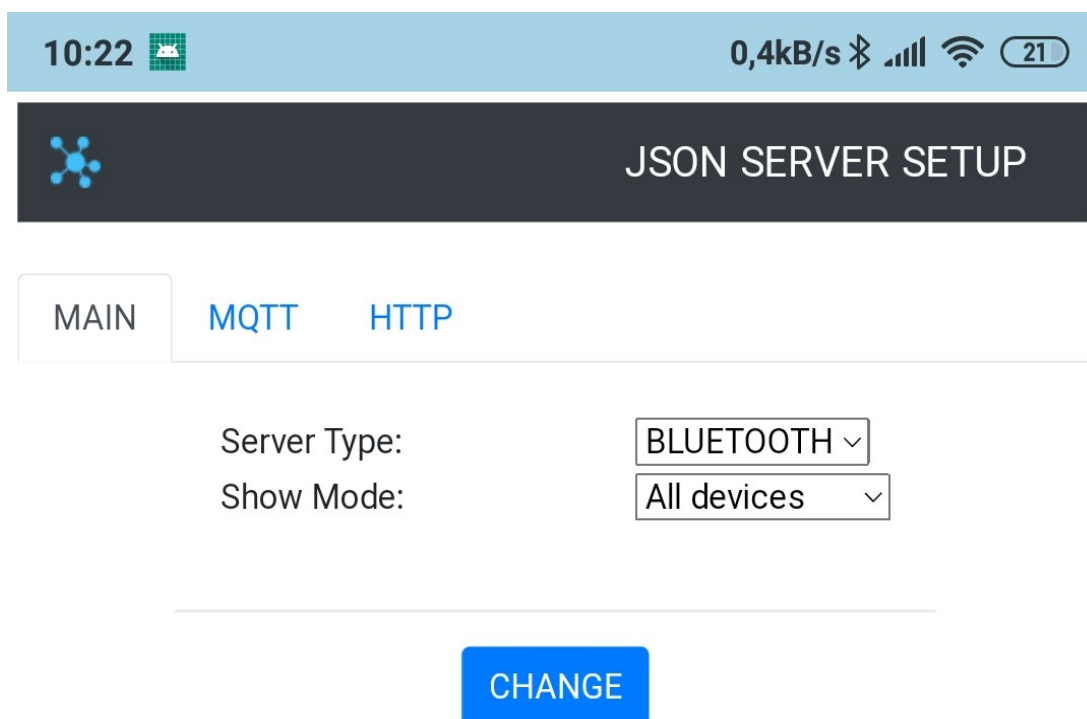 10:22 0,4kB/s 21
JSON SERVER SETUP
MAIN MQTT HTTP
Server Type: BLUETOOTH
Show Mode: All devices
CHANGE